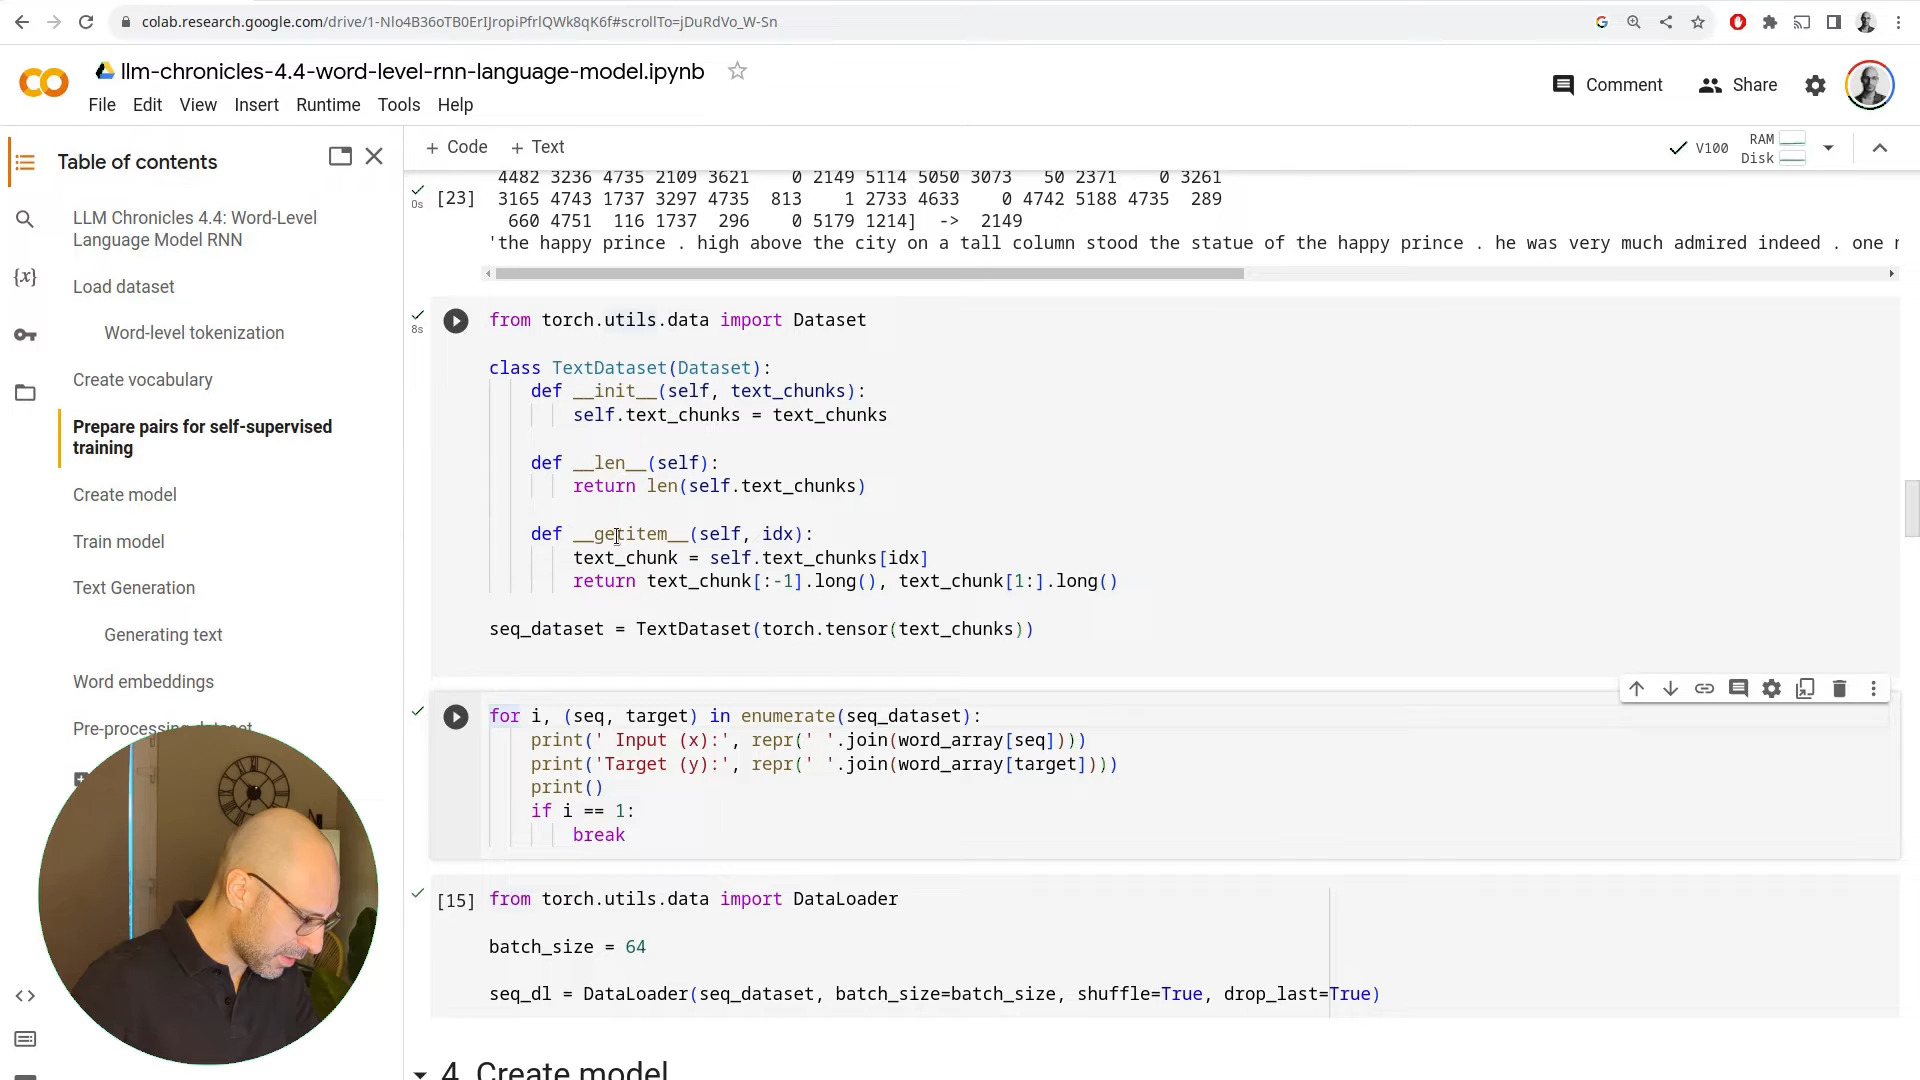 colab.research.google.com/drive/1-Nlo4B36oTB0ErIJropiPfrlQWk8qK6f#scrollTo=jDuRdVo_W-Sn
llm-chronicles-4.4-word-level-rnn-language-model.ipynb
File Edit View Insert Runtime Tools Help
Comment
Share
Table of contents
+ Code + Text
V100
RAM
Disk
LLM Chronicles 4.4: Word-Level
Language Model RNN
Load dataset
Word-level tokenization
Create vocabulary
Prepare pairs for self-supervised
training
Create model
Train model
Text Generation
Generating text
Word embeddings
Pre-processing dataset
{x}
0s
[23]
4482 3236 4735 2109 3621 0 2149 5114 5050 3073 50 2371 0 3261
3165 4743 1737 3297 4735 813 1 2733 4633 0 4742 5188 4735 289
660 4751 116 1737 296 0 5179 1214] -> 2149
'the happy prince . high above the city on a tall column stood the statue of the happy prince . he was very much admired indeed . one
8s
from torch.utils.data import Dataset
class TextDataset(Dataset):
def __init__(self, text_chunks):
self.text_chunks = text_chunks
def __len__(self):
return len(self.text_chunks)
def __getitem__(self, idx):
text_chunk = self.text_chunks[idx]
return text_chunk[:-1].long(), text_chunk[1:].long()
seq_dataset = TextDataset(torch.tensor(text_chunks))
for i, (seq, target) in enumerate(seq_dataset):
print(' Input (x):', repr(' '.join(word_array[seq])))
print('Target (y):', repr(' '.join(word_array[target])))
print()
if i == 1:
break
[15]
from torch.utils.data import DataLoader
batch_size = 64
seq_dl = DataLoader(seq_dataset, batch_size=batch_size, shuffle=True, drop_last=True)
4. Create model